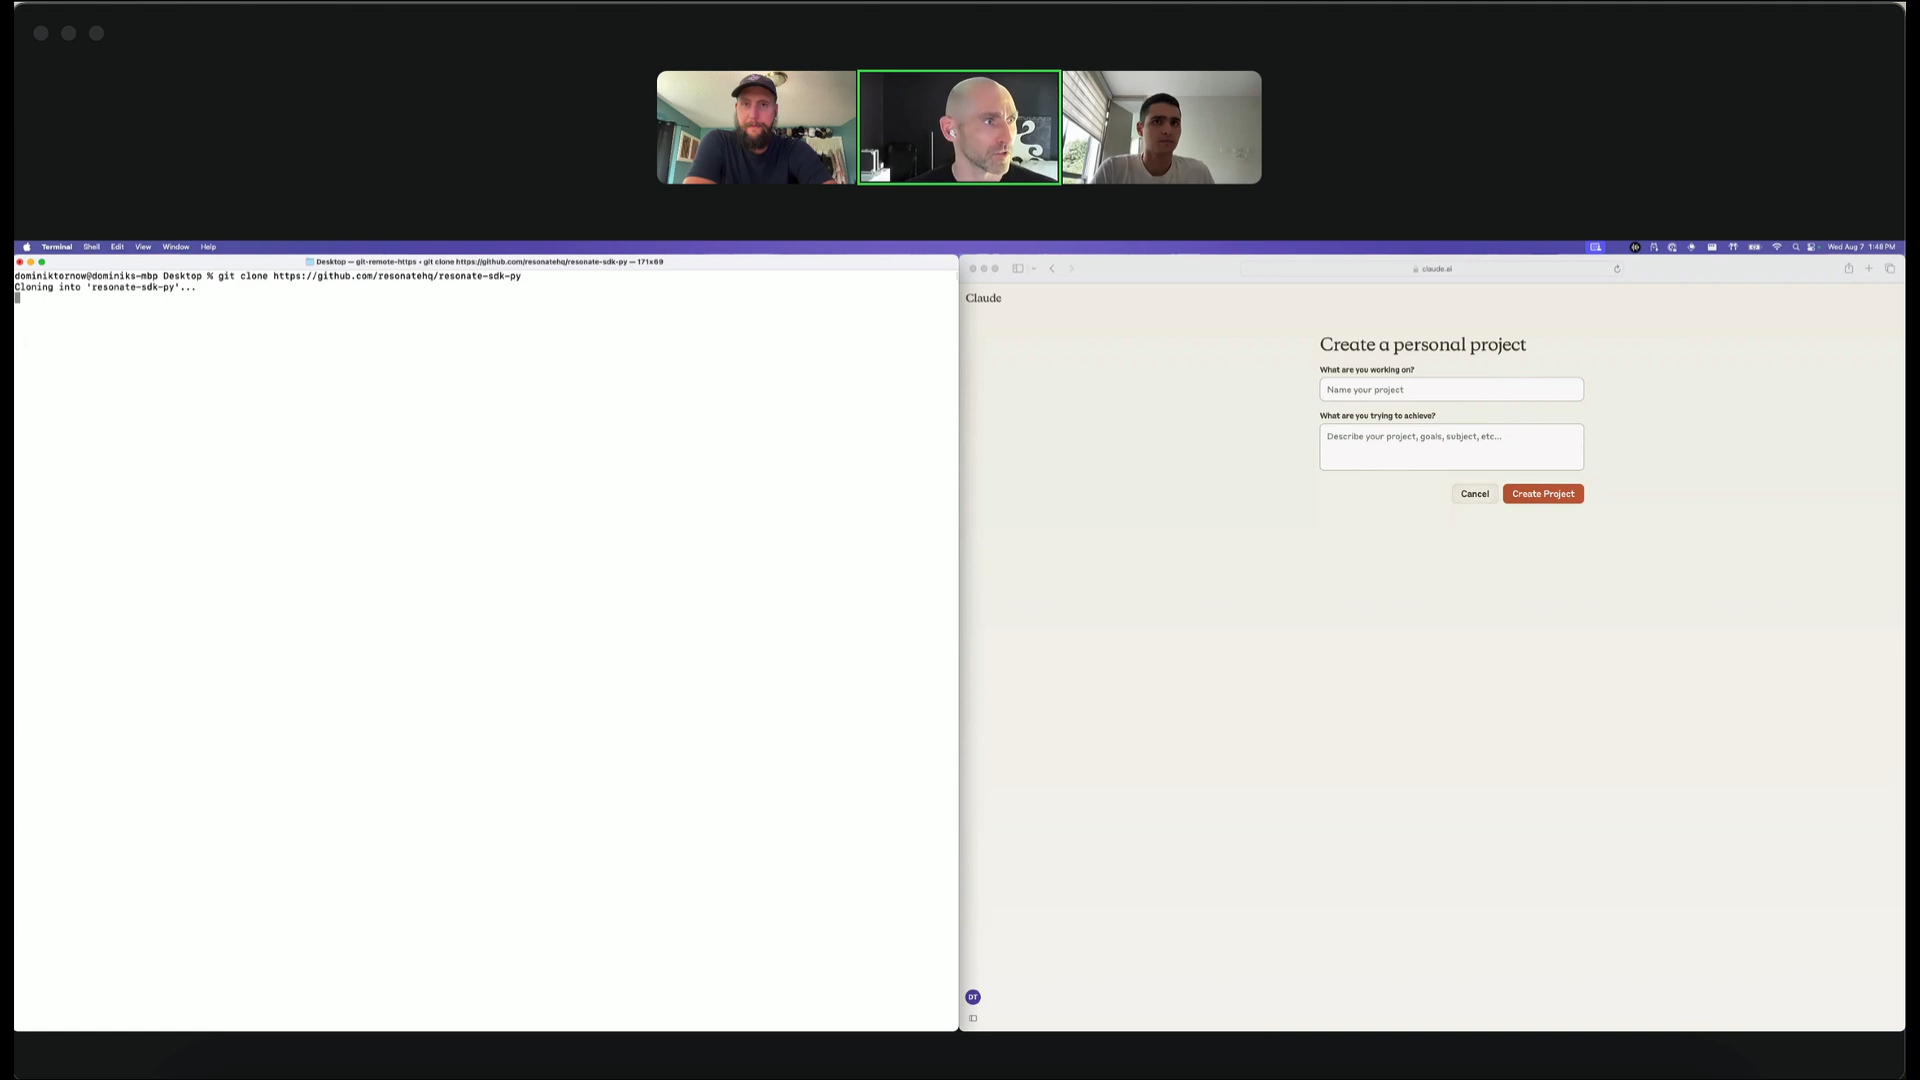 Terminal Shell Edit View Window Help
Wed Aug 7 1:48 PM
Desktop — git-remote-https • git clone https://github.com/resonatehq/resonate-sdk-py — 171×69
dominiktornow@dominiks-mbp Desktop % git clone https://github.com/resonatehq/resonate-sdk-py
Cloning into 'resonate-sdk-py'...
claude.ai
Claude
Create a personal project
What are you working on?
Name your project
What are you trying to achieve?
Describe your project, goals, subject, etc...
Cancel Create Project
DT